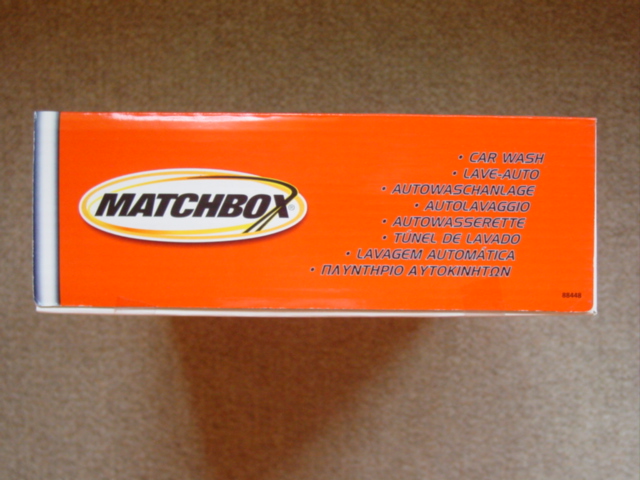 MATCHBOX
• CAR WASH
• LAVE-AUTO
• AUTOWASCHANLAGE
• AUTOLAVAGGIO
• AUTOWASSERETTE
• TÚNEL DE LAVADO
• LAVAGEM AUTOMÁTICA
• ΠΛΥΝΤΗΡΙΟ ΑΥΤΟΚΙΝΗΤΩΝ